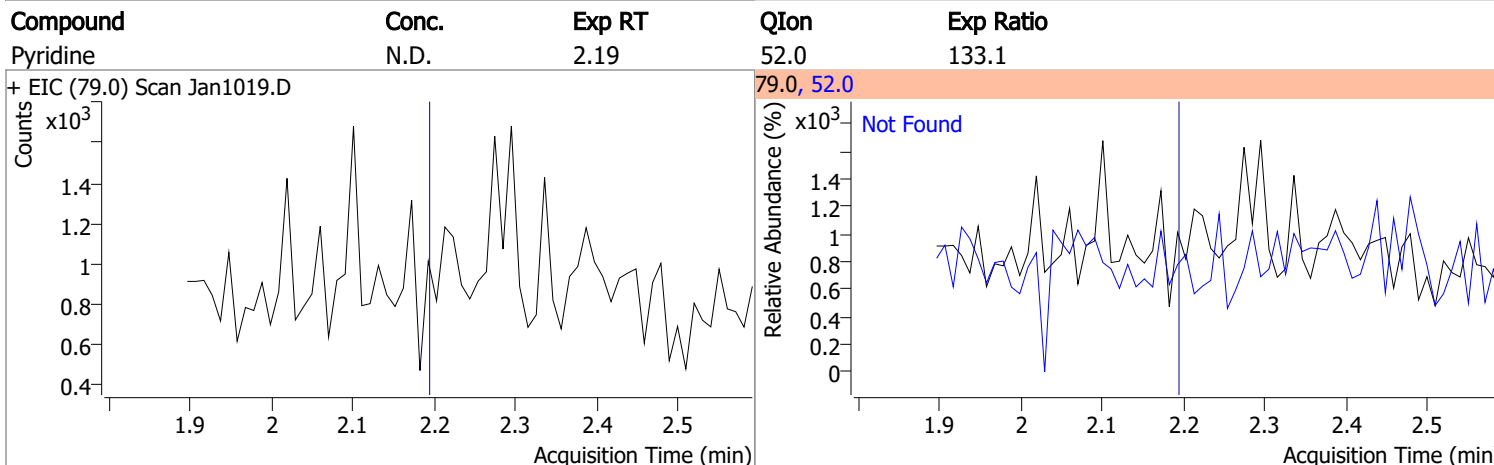 Compound Conc. Exp RT QIon Exp Ratio
Pyridine N.D. 2.19 52.0 133.1
+ EIC (79.0) Scan Jan1019.D
Counts
x10³
1.4
1.2
1
0.8
0.6
0.4
1.9 2 2.1 2.2 2.3 2.4 2.5
Acquisition Time (min)
79.0, 52.0
Relative Abundance (%)
x10³
Not Found
1.4
1.2
1
0.8
0.6
0.4
0.2
0
1.9 2 2.1 2.2 2.3 2.4 2.5
Acquisition Time (min